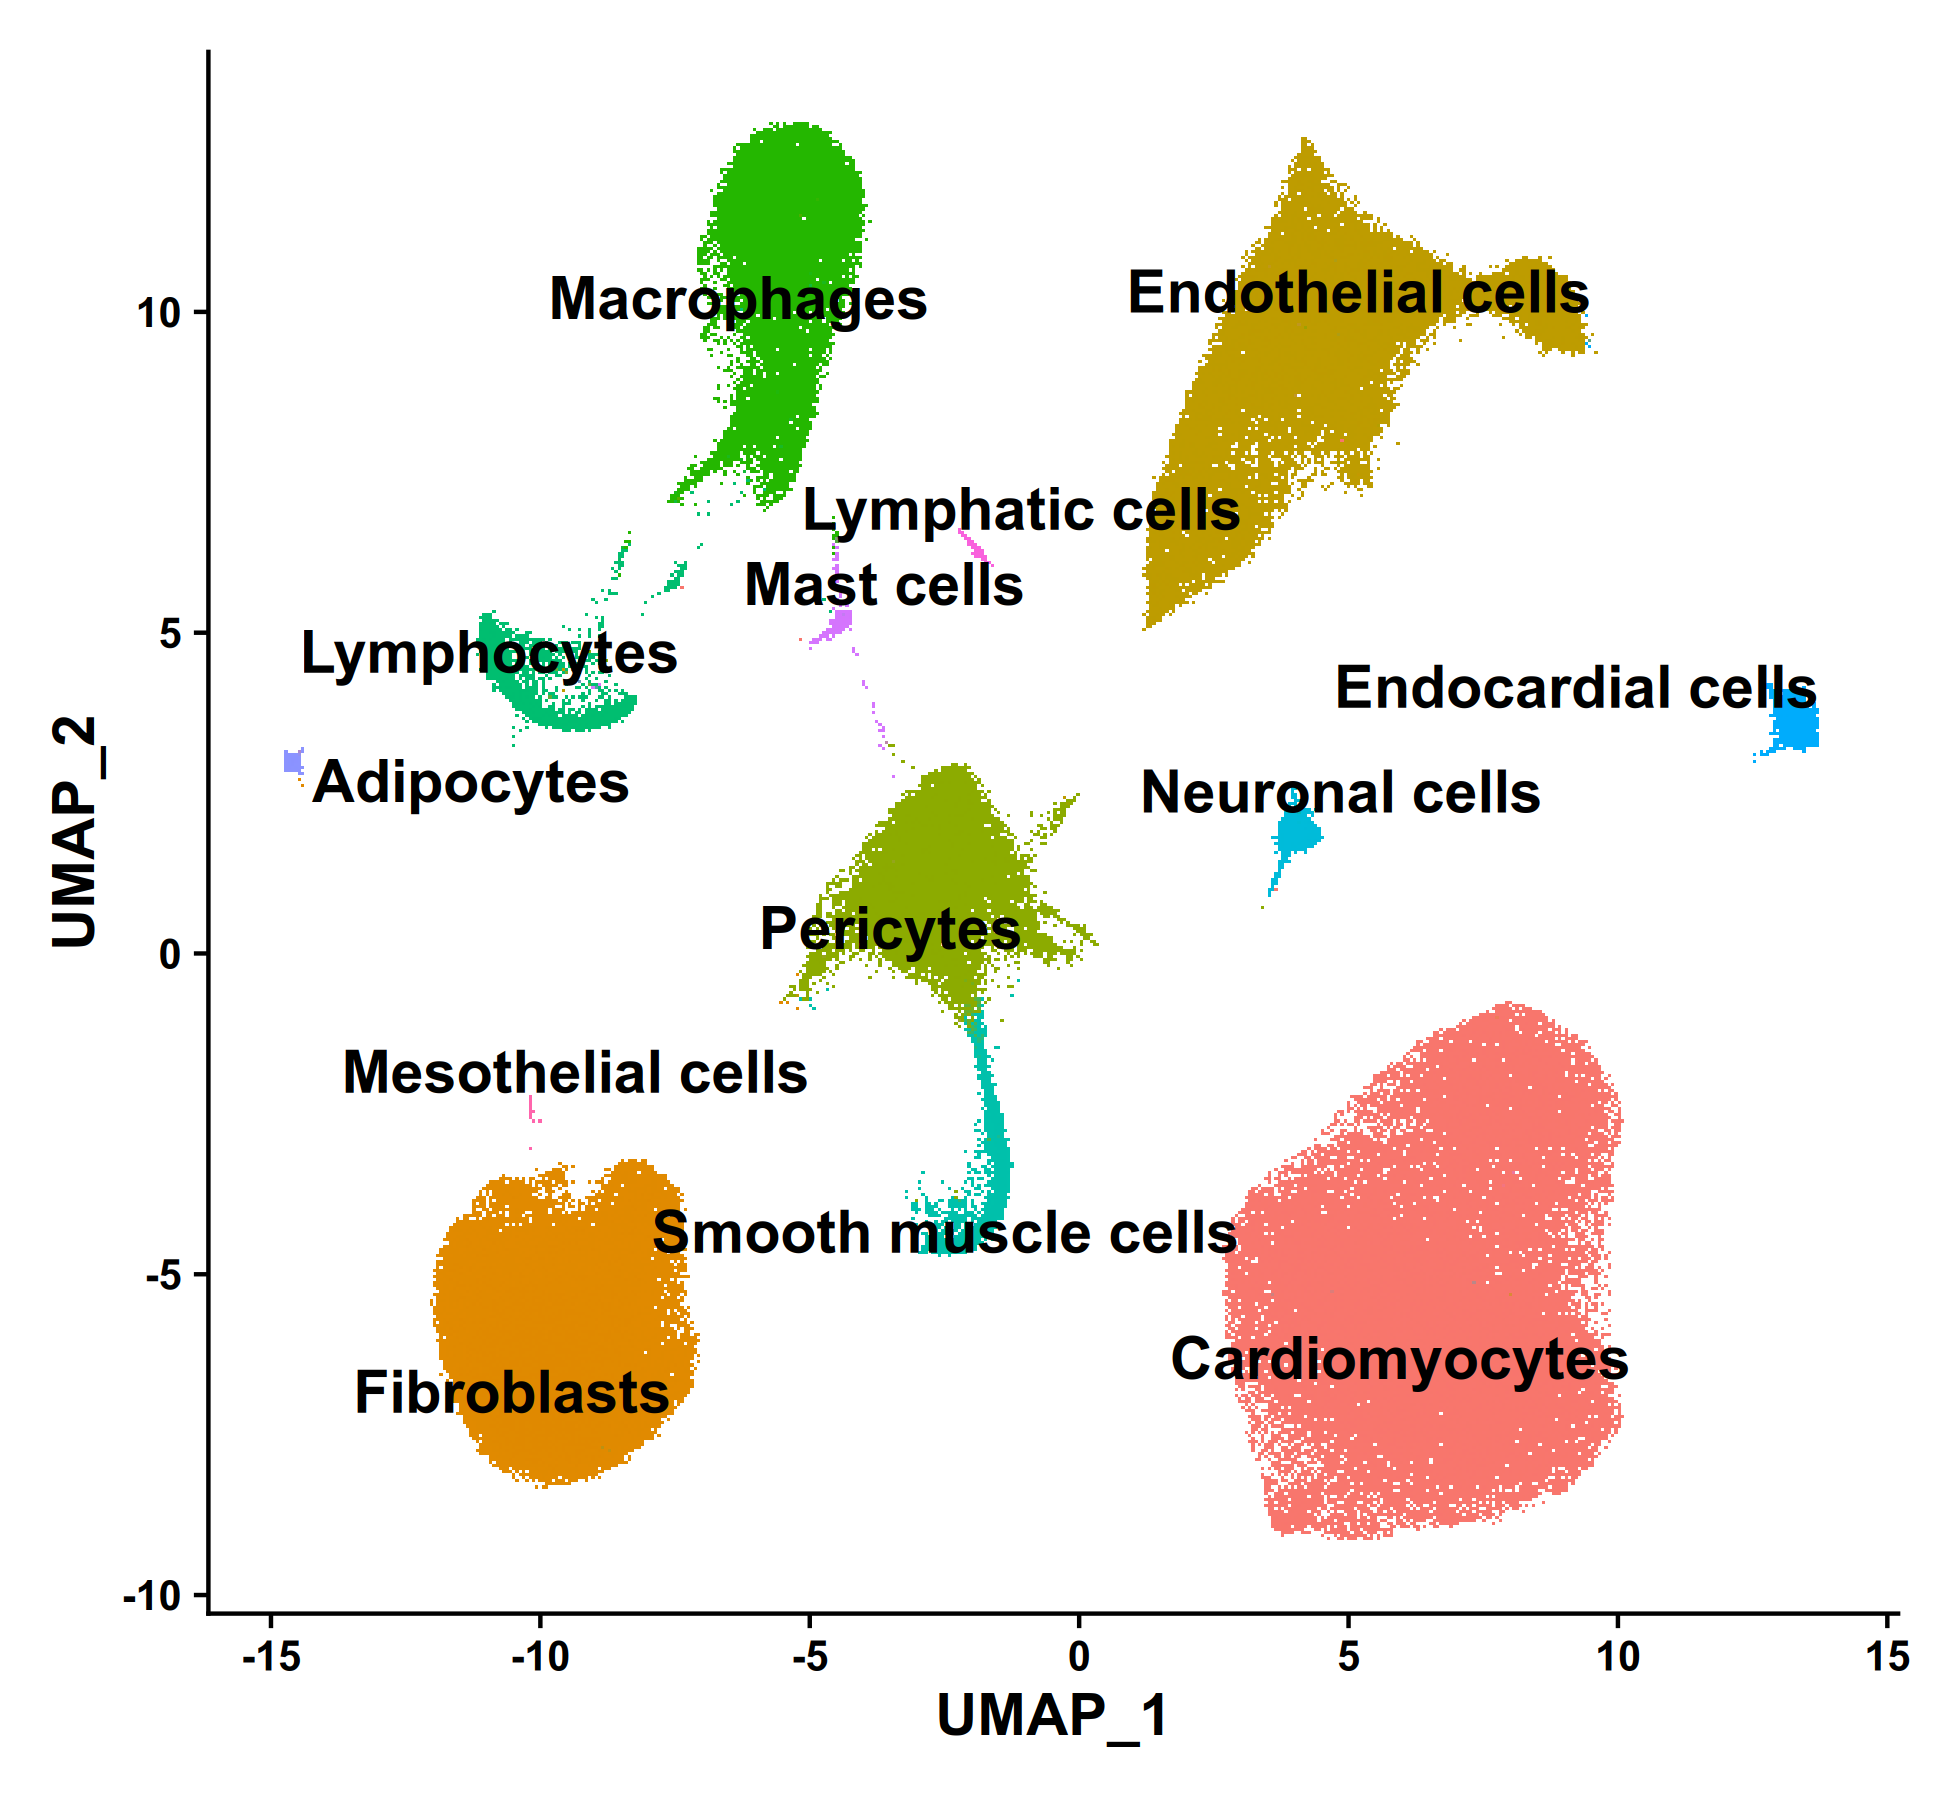 Macrophages
Endothelial cells
10
Lymphatic cells
Mast cells
5
Lymphocytes
Endocardial cells
Adipocytes
Neuronal cells
UMAP_2
Pericytes
0
Mesothelial cells
Smooth muscle cells
-5
Cardiomyocytes
Fibroblasts
-10
-15 -10 -5 0 5 10 15
UMAP_1